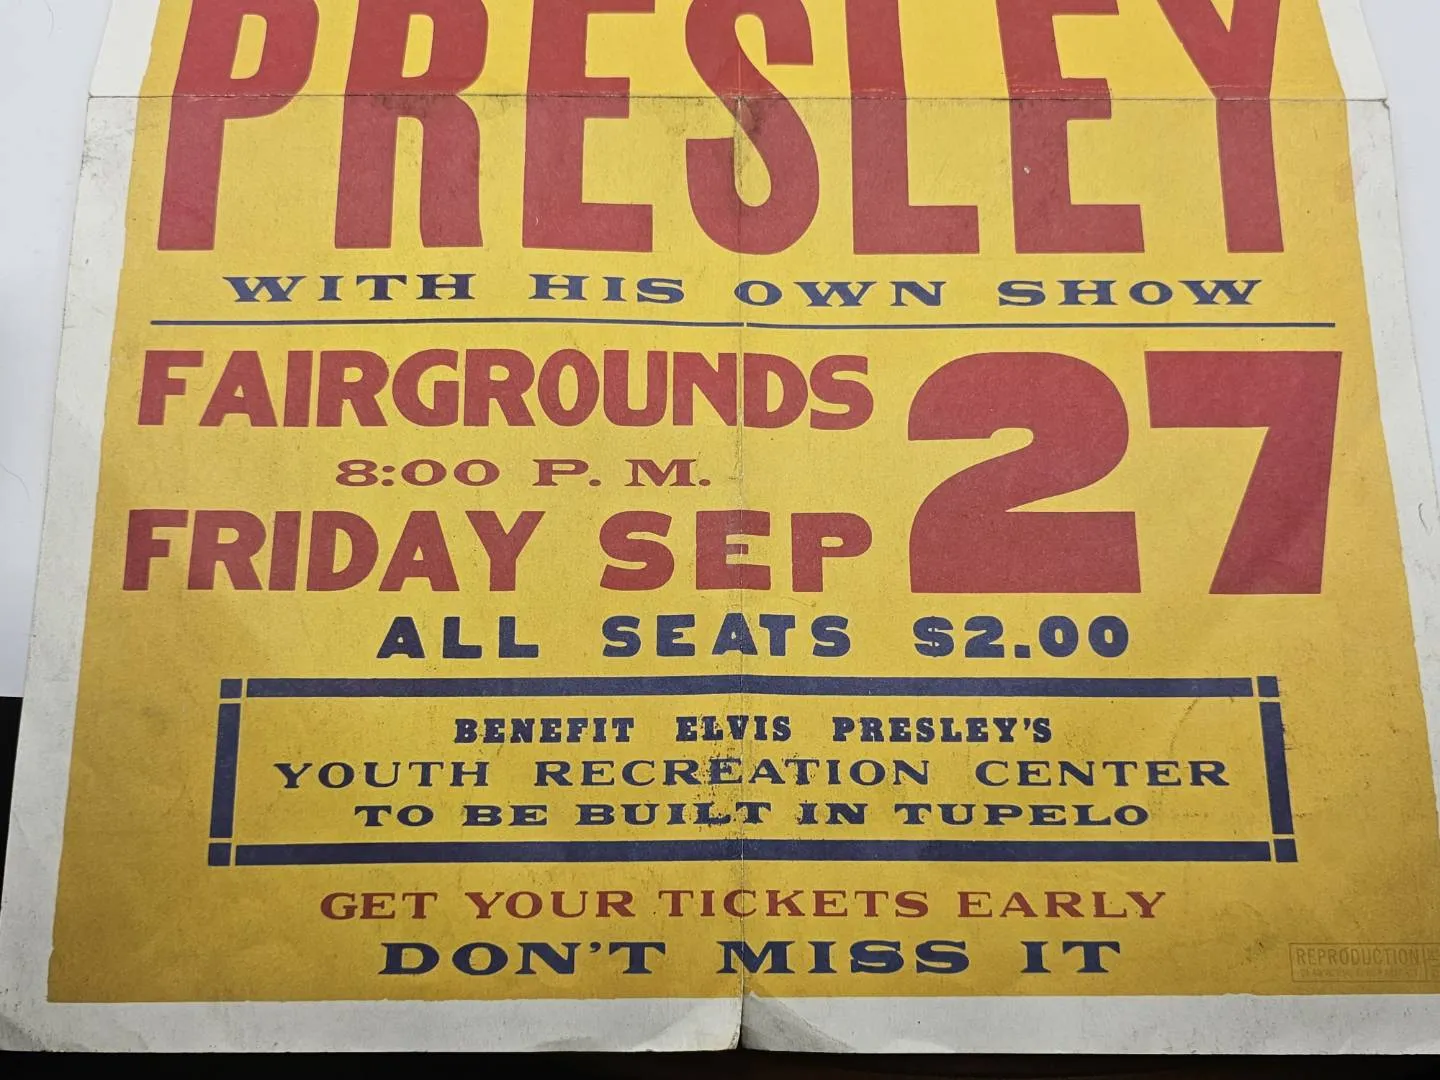 PRESLEY
WITH HIS OWN SHOW
FAIRGROUNDS
8:00 P. M.
FRIDAY SEP 27
ALL SEATS $2.00
BENEFIT ELVIS PRESLEY'S
YOUTH RECREATION CENTER
TO BE BUILT IN TUPELO
GET YOUR TICKETS EARLY
DON'T MISS IT
REPRODUCTION